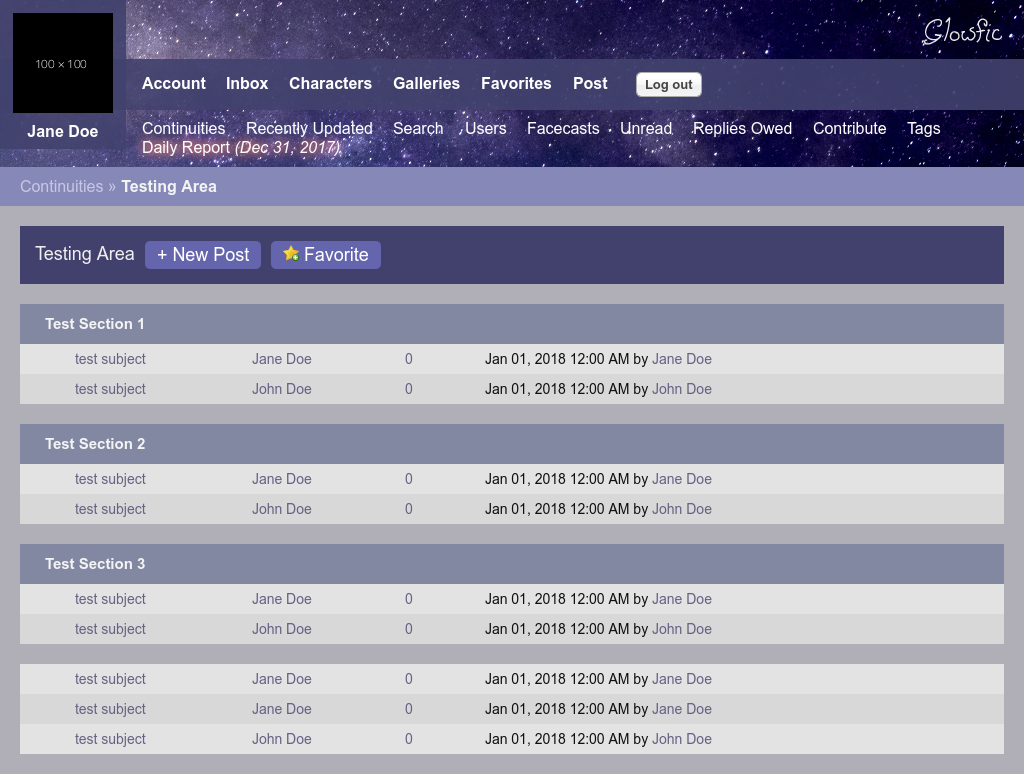 Glowfic
100 × 100
Jane Doe
Account Inbox Characters Galleries Favorites Post Log out
Continuities Recently Updated Search Users Facecasts Unread Replies Owed Contribute Tags
Daily Report (Dec 31, 2017)
Continuities » Testing Area
Testing Area + New Post Favorite
Test Section 1
test subject Jane Doe 0 Jan 01, 2018 12:00 AM by Jane Doe
test subject John Doe 0 Jan 01, 2018 12:00 AM by John Doe
Test Section 2
test subject Jane Doe 0 Jan 01, 2018 12:00 AM by Jane Doe
test subject John Doe 0 Jan 01, 2018 12:00 AM by John Doe
Test Section 3
test subject Jane Doe 0 Jan 01, 2018 12:00 AM by Jane Doe
test subject John Doe 0 Jan 01, 2018 12:00 AM by John Doe
test subject Jane Doe 0 Jan 01, 2018 12:00 AM by Jane Doe
test subject Jane Doe 0 Jan 01, 2018 12:00 AM by Jane Doe
test subject John Doe 0 Jan 01, 2018 12:00 AM by John Doe